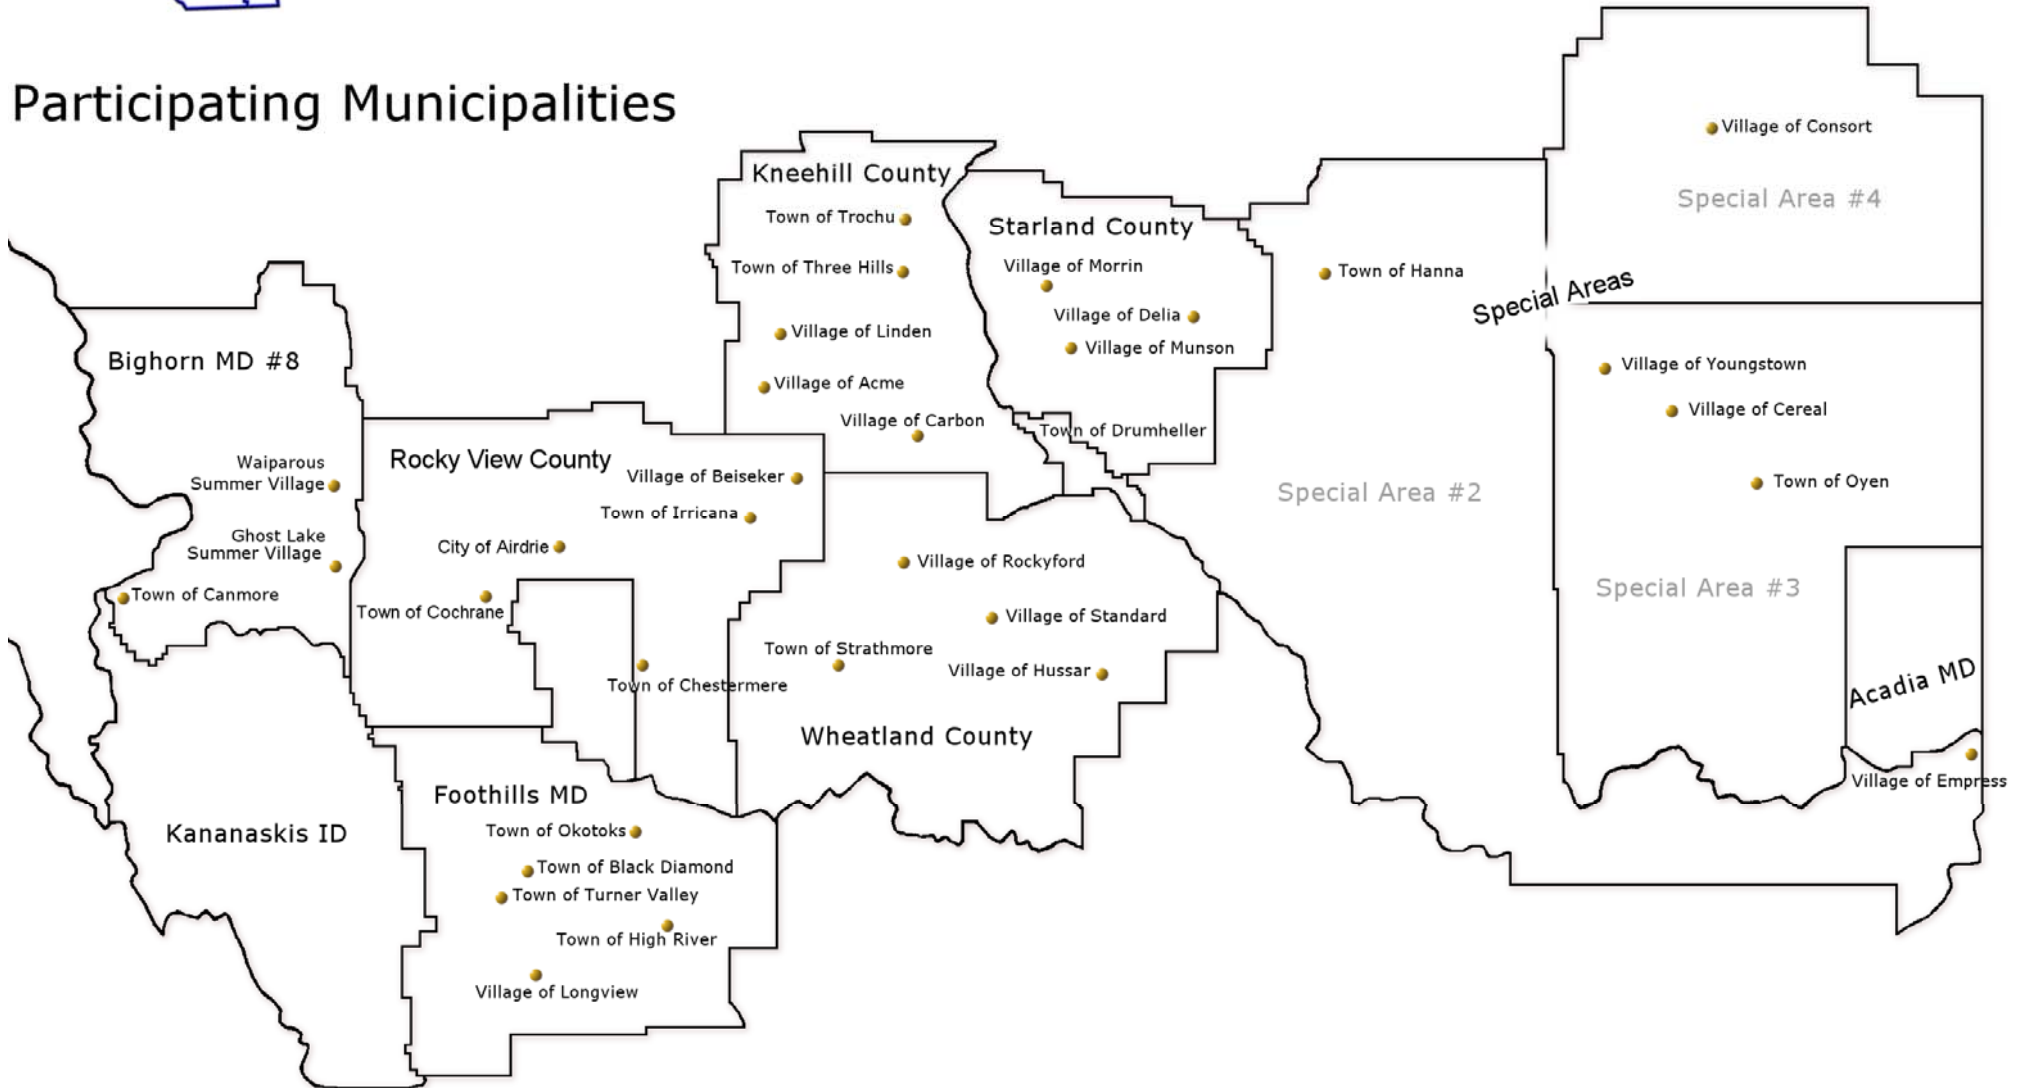 Participating Municipalities
Village of Consort
Special Area #4
Kneehill County
Town of Trochu
Town of Three Hills
Village of Linden
Village of Acme
Village of Carbon
Starland County
Village of Morrin
Village of Delia
Village of Munson
Town of Drumheller
Town of Hanna
Special Areas
Special Area #2
Village of Youngstown
Village of Cereal
Town of Oyen
Special Area #3
Acadia MD
Village of Empress
Bighorn MD #8
Waiparous
Summer Village
Ghost Lake
Summer Village
Town of Canmore
Rocky View County
Village of Beiseker
Town of Irricana
City of Airdrie
Town of Cochrane
Town of Chestermere
Village of Rockyford
Village of Standard
Town of Strathmore
Village of Hussar
Wheatland County
Kananaskis ID
Foothills MD
Town of Okotoks
Town of Black Diamond
Town of Turner Valley
Town of High River
Village of Longview